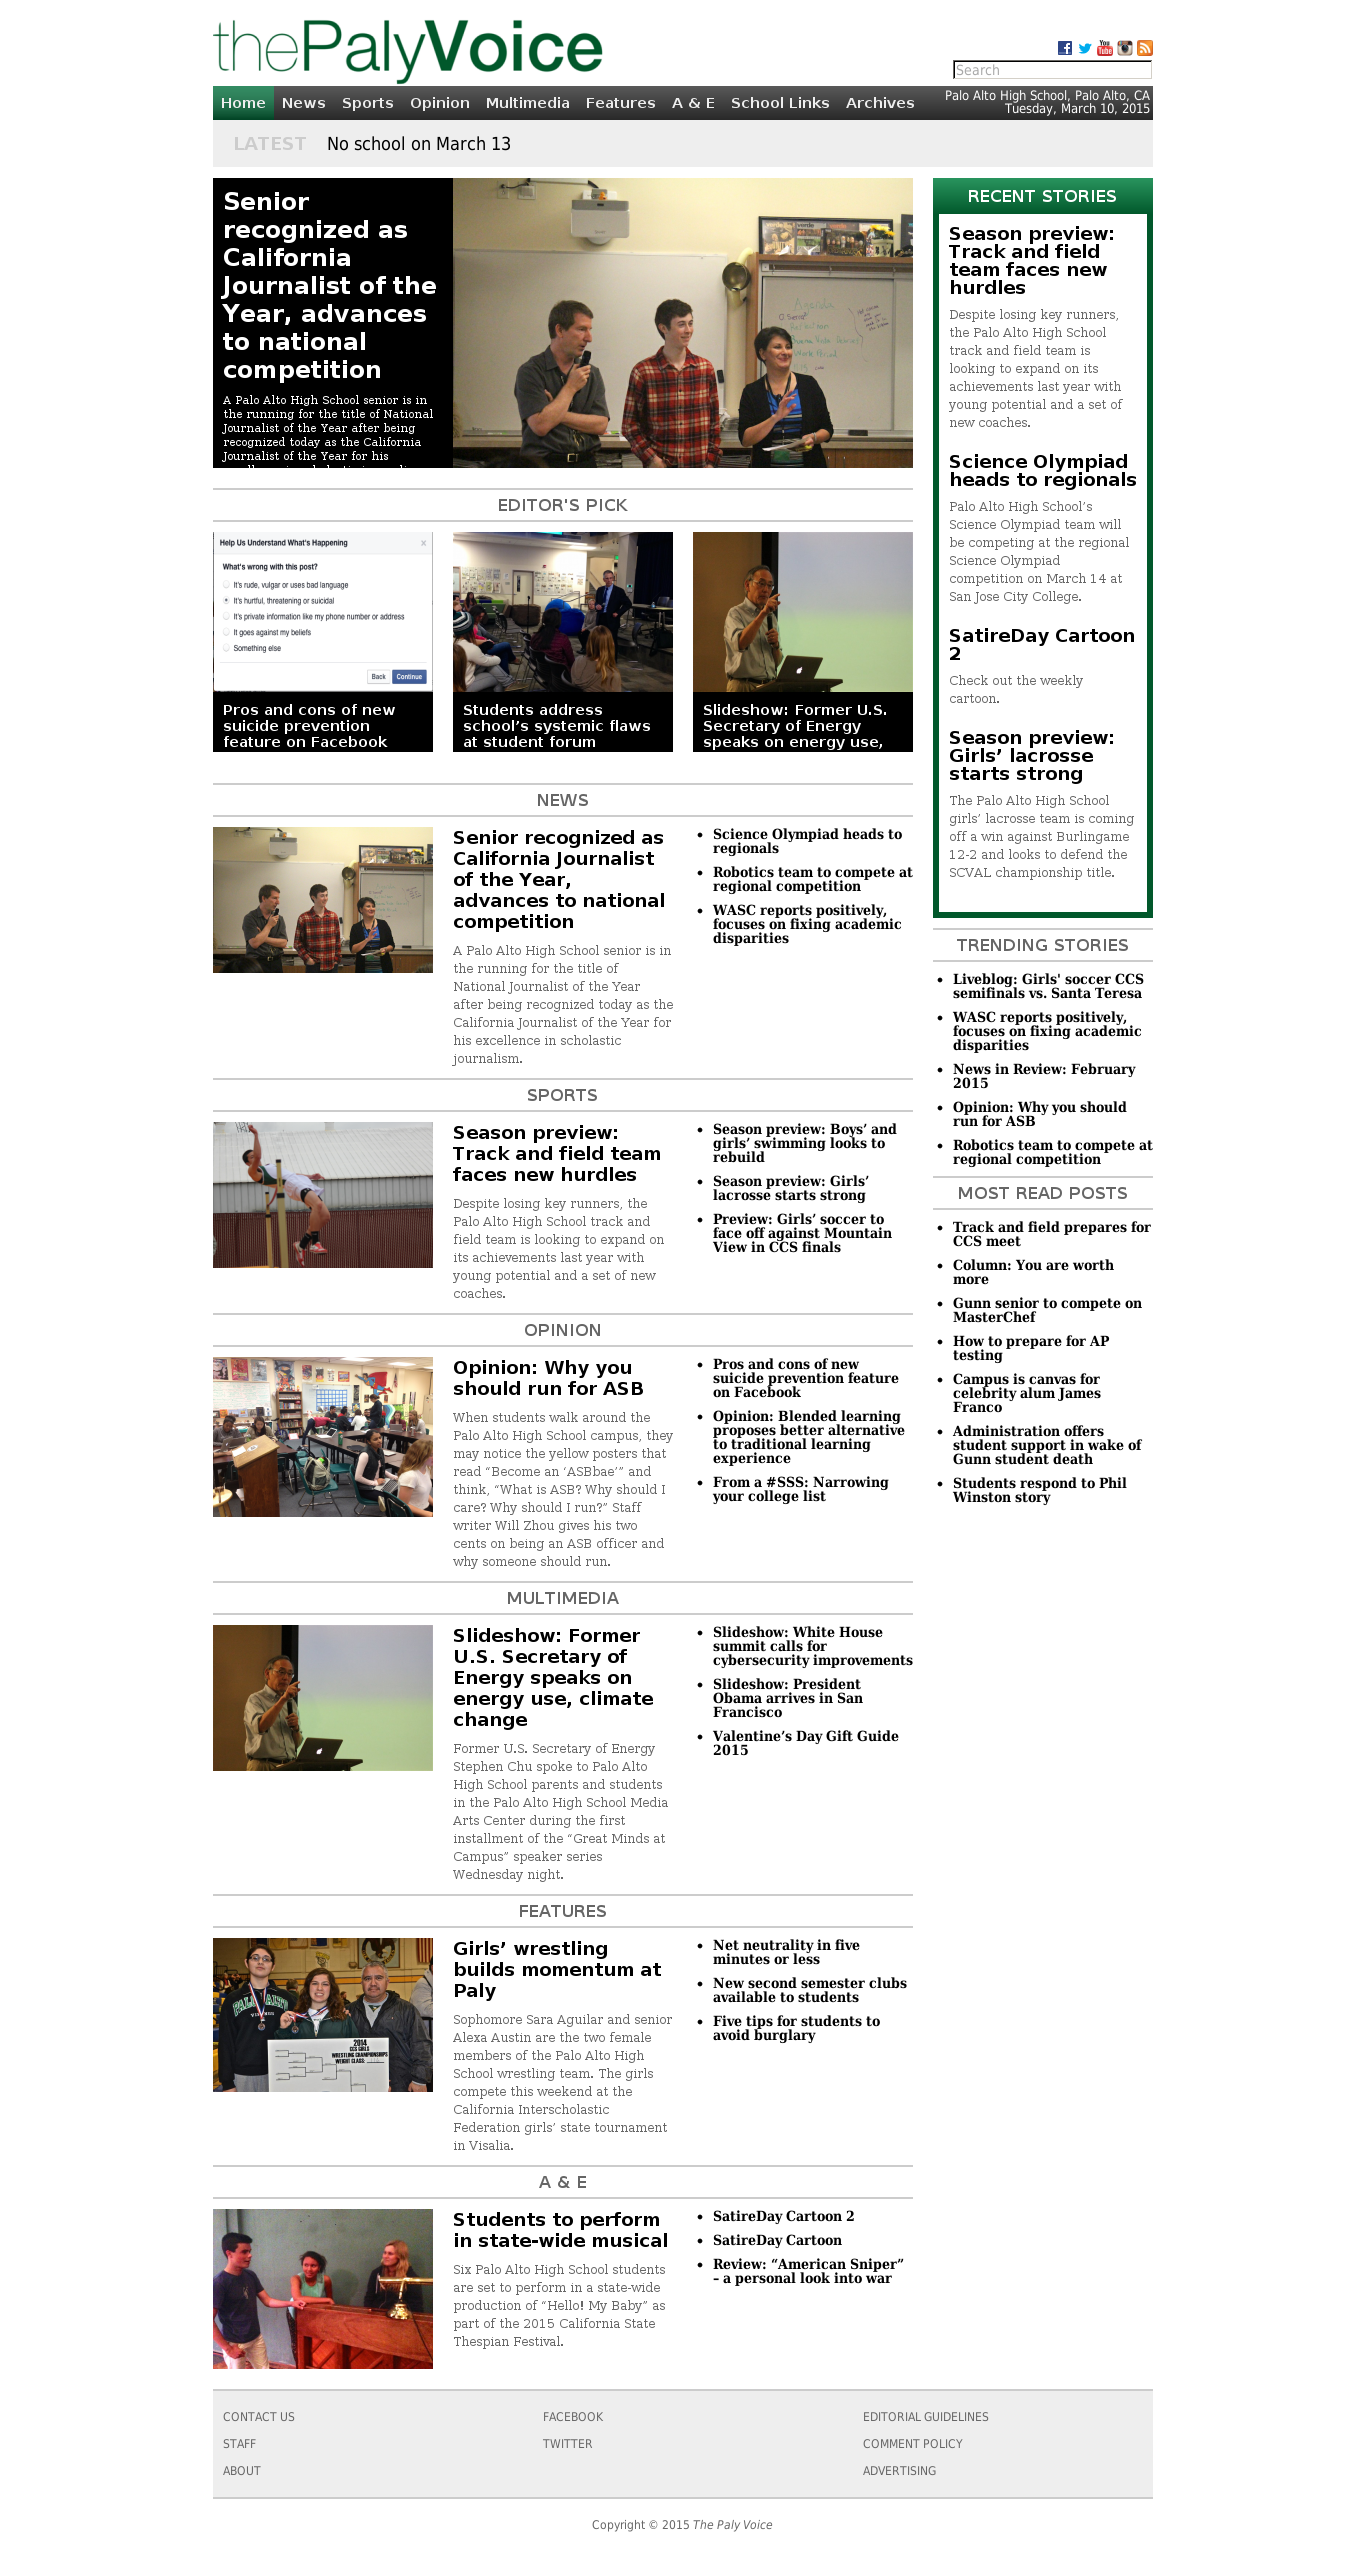 thePalyVoice
Search
Home News Sports Opinion Multimedia Features A & E School Links Archives
Palo Alto High School, Palo Alto, CA
Tuesday, March 10, 2015
LATEST No school on March 13
Senior
recognized as
California
Journalist of the
Year, advances
to national
competition
A Palo Alto High School senior is in
the running for the title of National
Journalist of the Year after being
recognized today as the California
Journalist of the Year for his
EDITOR'S PICK
Help Us Understand What's Happening
What's wrong with this post?
It's rude, vulgar or uses bad language
It's hurtful, threatening or suicidal
It's private information like my phone number or address
It goes against my beliefs
Something else
Back Continue
Pros and cons of new
suicide prevention
feature on Facebook
Students address
school’s systemic flaws
at student forum
Slideshow: Former U.S.
Secretary of Energy
speaks on energy use,
NEWS
Senior recognized as
California Journalist
of the Year,
advances to national
competition
A Palo Alto High School senior is in
the running for the title of
National Journalist of the Year
after being recognized today as the
California Journalist of the Year for
his excellence in scholastic
journalism.
Science Olympiad heads to
regionals
Robotics team to compete at
regional competition
WASC reports positively,
focuses on fixing academic
disparities
SPORTS
Season preview:
Track and field team
faces new hurdles
Despite losing key runners, the
Palo Alto High School track and
field team is looking to expand on
its achievements last year with
young potential and a set of new
coaches.
Season preview: Boys’ and
girls’ swimming looks to
rebuild
Season preview: Girls’
lacrosse starts strong
Preview: Girls’ soccer to
face off against Mountain
View in CCS finals
OPINION
Opinion: Why you
should run for ASB
When students walk around the
Palo Alto High School campus, they
may notice the yellow posters that
read “Become an ‘ASBbae’” and
think, “What is ASB? Why should I
care? Why should I run?” Staff
writer Will Zhou gives his two
cents on being an ASB officer and
why someone should run.
Pros and cons of new
suicide prevention feature
on Facebook
Opinion: Blended learning
proposes better alternative
to traditional learning
experience
From a #SSS: Narrowing
your college list
MULTIMEDIA
Slideshow: Former
U.S. Secretary of
Energy speaks on
energy use, climate
change
Former U.S. Secretary of Energy
Stephen Chu spoke to Palo Alto
High School parents and students
in the Palo Alto High School Media
Arts Center during the first
installment of the “Great Minds at
Campus” speaker series
Wednesday night.
Slideshow: White House
summit calls for
cybersecurity improvements
Slideshow: President
Obama arrives in San
Francisco
Valentine’s Day Gift Guide
2015
FEATURES
PALO ALTO
2014
CCS GIRLS
WRESTLING CHAMPIONSHIPS
WEIGHT CLASS:
Girls’ wrestling
builds momentum at
Paly
Sophomore Sara Aguilar and senior
Alexa Austin are the two female
members of the Palo Alto High
School wrestling team. The girls
compete this weekend at the
California Interscholastic
Federation girls’ state tournament
in Visalia.
Net neutrality in five
minutes or less
New second semester clubs
available to students
Five tips for students to
avoid burglary
A & E
Students to perform
in state-wide musical
Six Palo Alto High School students
are set to perform in a state-wide
production of “Hello! My Baby” as
part of the 2015 California State
Thespian Festival.
SatireDay Cartoon 2
SatireDay Cartoon
Review: “American Sniper”
– a personal look into war
RECENT STORIES
Season preview:
Track and field
team faces new
hurdles
Despite losing key runners,
the Palo Alto High School
track and field team is
looking to expand on its
achievements last year with
young potential and a set of
new coaches.
Science Olympiad
heads to regionals
Palo Alto High School’s
Science Olympiad team will
be competing at the regional
Science Olympiad
competition on March 14 at
San Jose City College.
SatireDay Cartoon
2
Check out the weekly
cartoon.
Season preview:
Girls’ lacrosse
starts strong
The Palo Alto High School
girls’ lacrosse team is coming
off a win against Burlingame
12-2 and looks to defend the
SCVAL championship title.
TRENDING STORIES
Liveblog: Girls' soccer CCS
semifinals vs. Santa Teresa
WASC reports positively,
focuses on fixing academic
disparities
News in Review: February
2015
Opinion: Why you should
run for ASB
Robotics team to compete at
regional competition
MOST READ POSTS
Track and field prepares for
CCS meet
Column: You are worth
more
Gunn senior to compete on
MasterChef
How to prepare for AP
testing
Campus is canvas for
celebrity alum James
Franco
Administration offers
student support in wake of
Gunn student death
Students respond to Phil
Winston story
CONTACT US
STAFF
ABOUT
FACEBOOK
TWITTER
EDITORIAL GUIDELINES
COMMENT POLICY
ADVERTISING
Copyright © 2015 The Paly Voice